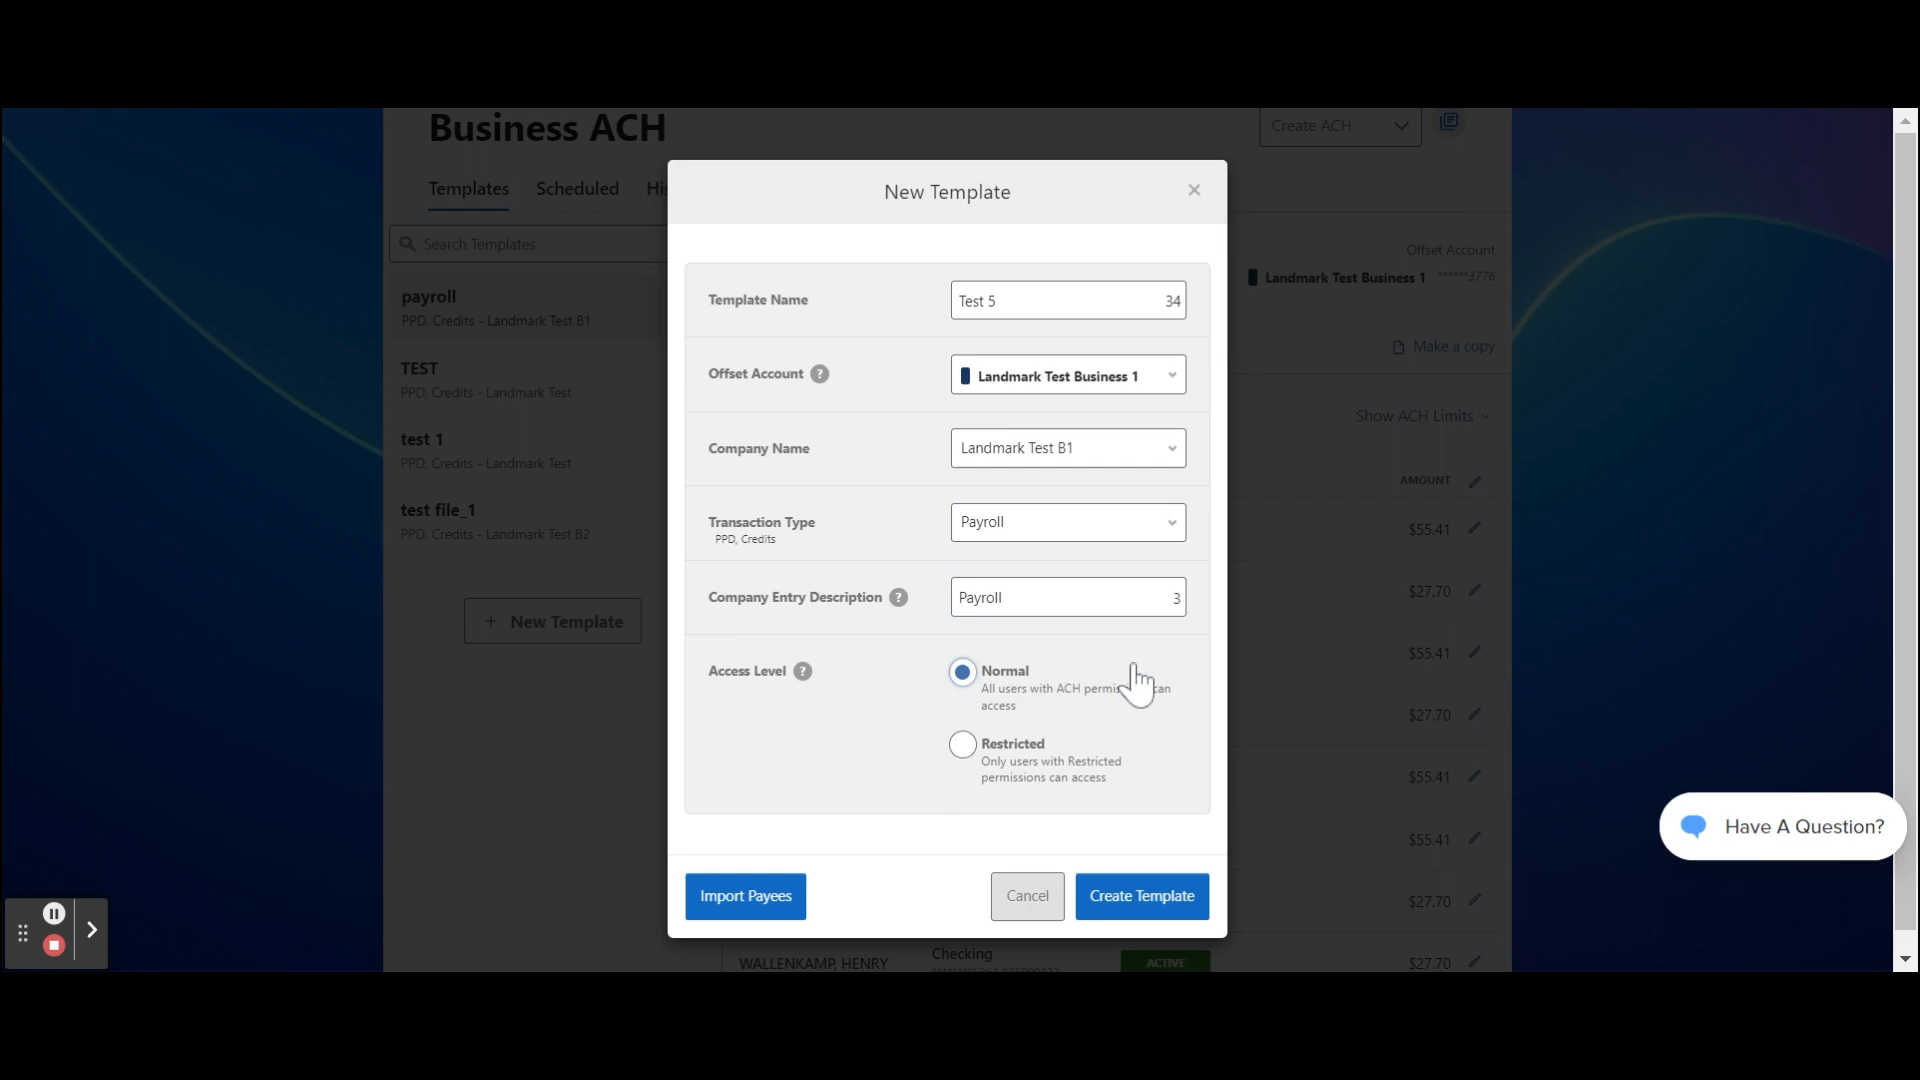 Business ACH
Create ACH
Templates Scheduled
Search Templates
payroll
PPD, Credits - Landmark Test B1
TEST
PPD, Credits - Landmark Test
test 1
PPD, Credits - Landmark Test
test file_1
PPD, Credits - Landmark Test B2
+ New Template
New Template
×
Template Name
Test 5 34
Offset Account ?
Landmark Test Business 1
Company Name
Landmark Test B1
Transaction Type
PPD, Credits
Payroll
Company Entry Description ?
Payroll 3
Access Level ?
Normal
All users with ACH can
access
Restricted
Only users with Restricted
permissions can access
Import Payees
Cancel
Create Template
Offset Account
Landmark Test Business 1 ******3776
Make a copy
Show ACH Limits
AMOUNT
$55.41
$27.70
$55.41
$27.70
$55.41
$55.41
$27.70
WALLENKAMP, HENRY
Checking
ACTIVE
$27.70
Have A Question?